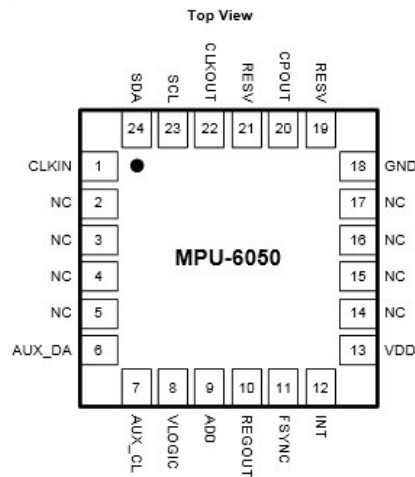 Top View
SDA
SCL
CLKOUT
RESV
CPOUT
RESV
24
23
22
21
20
19
CLKIN
1
18
GND
NC
2
17
NC
NC
3
16
NC
MPU-6050
NC
4
15
NC
NC
5
14
NC
AUX_DA
6
13
VDD
7
8
9
10
11
12
AUX_CL
VLOGIC
AD0
REGOUT
FSYNC
INT